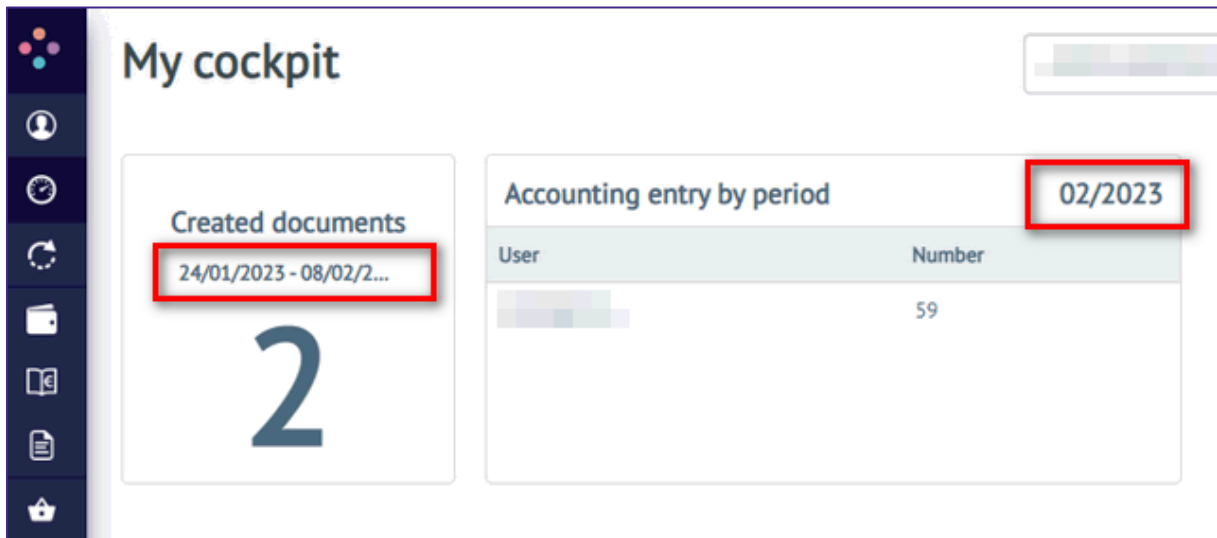 My cockpit
Created documents
24/01/2023 - 08/02/2...
2
Accounting entry by period
02/2023
User Number
59